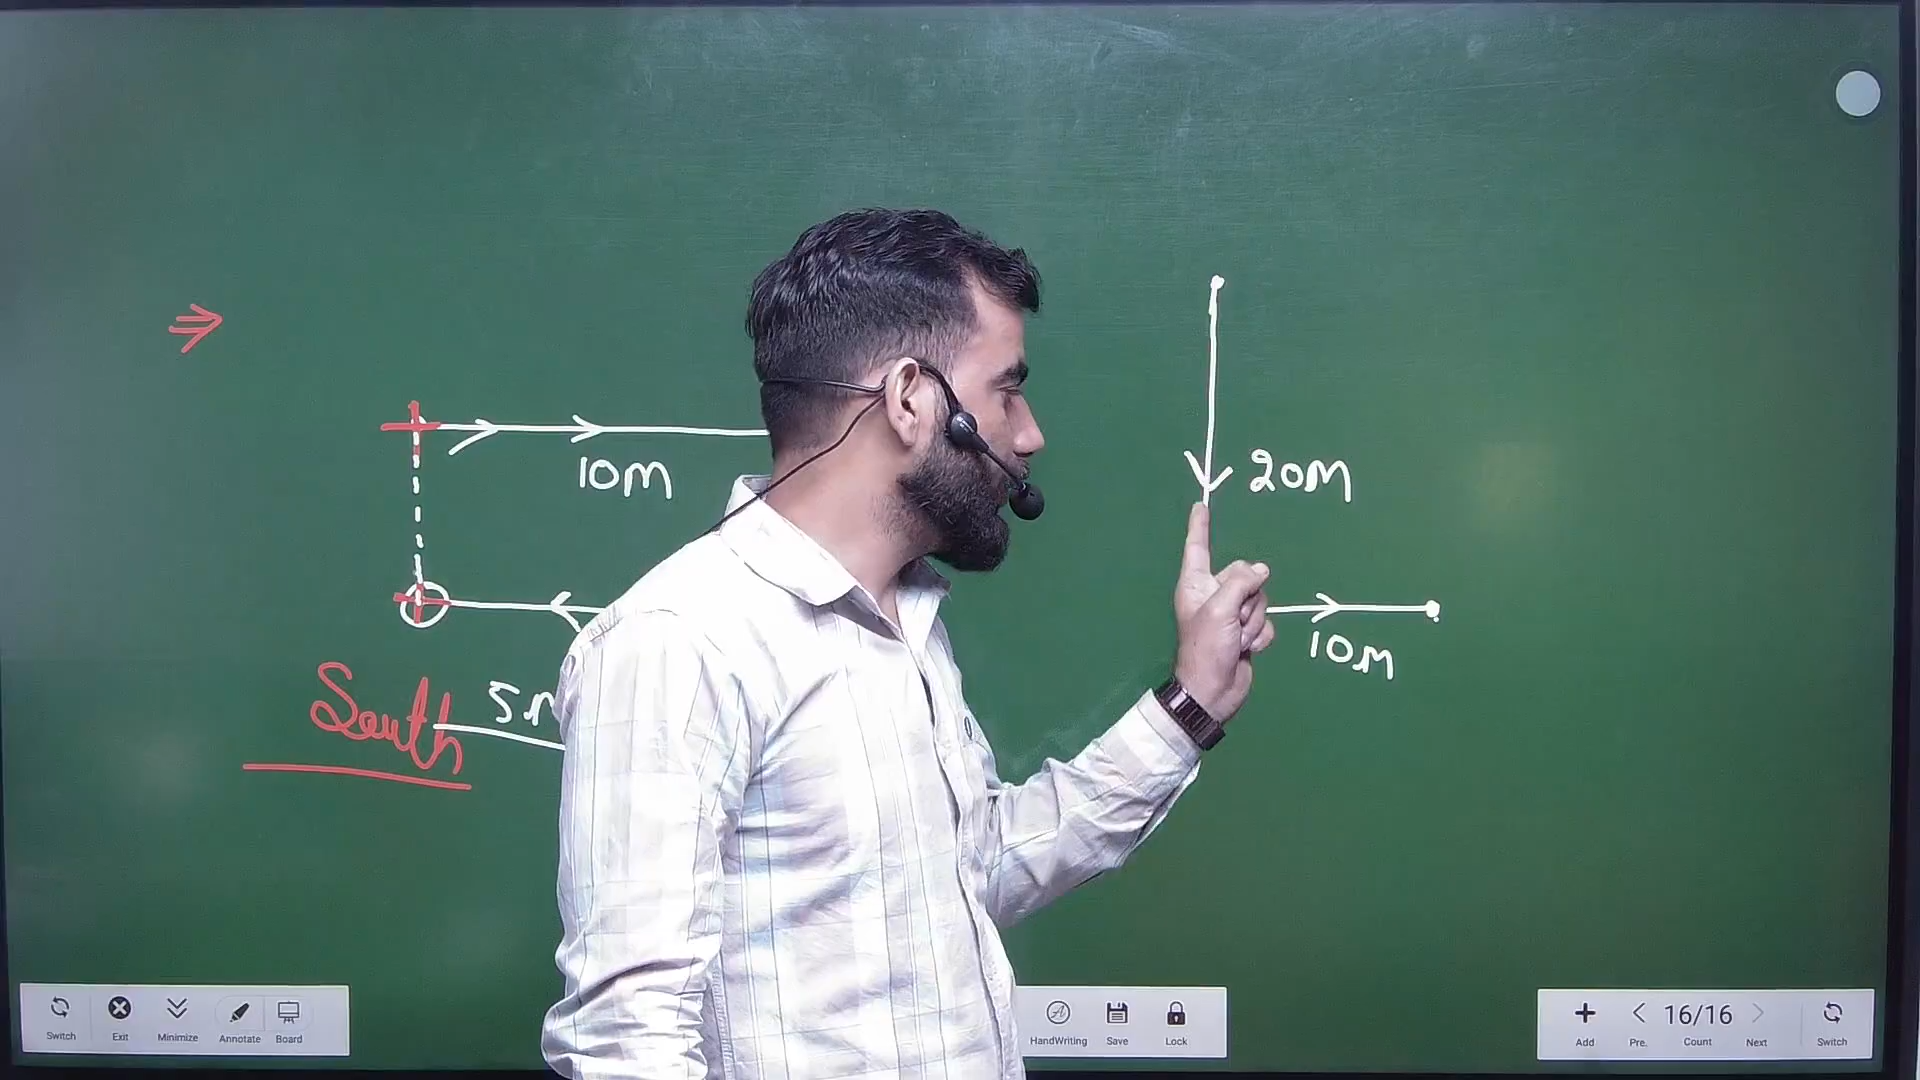 20M
10M
10M
5M
South
Switch
Exit
Minimize
Annotate
Board
HandWriting
Save
Lock
Add
Pre.
16/16
Count
Next
Switch